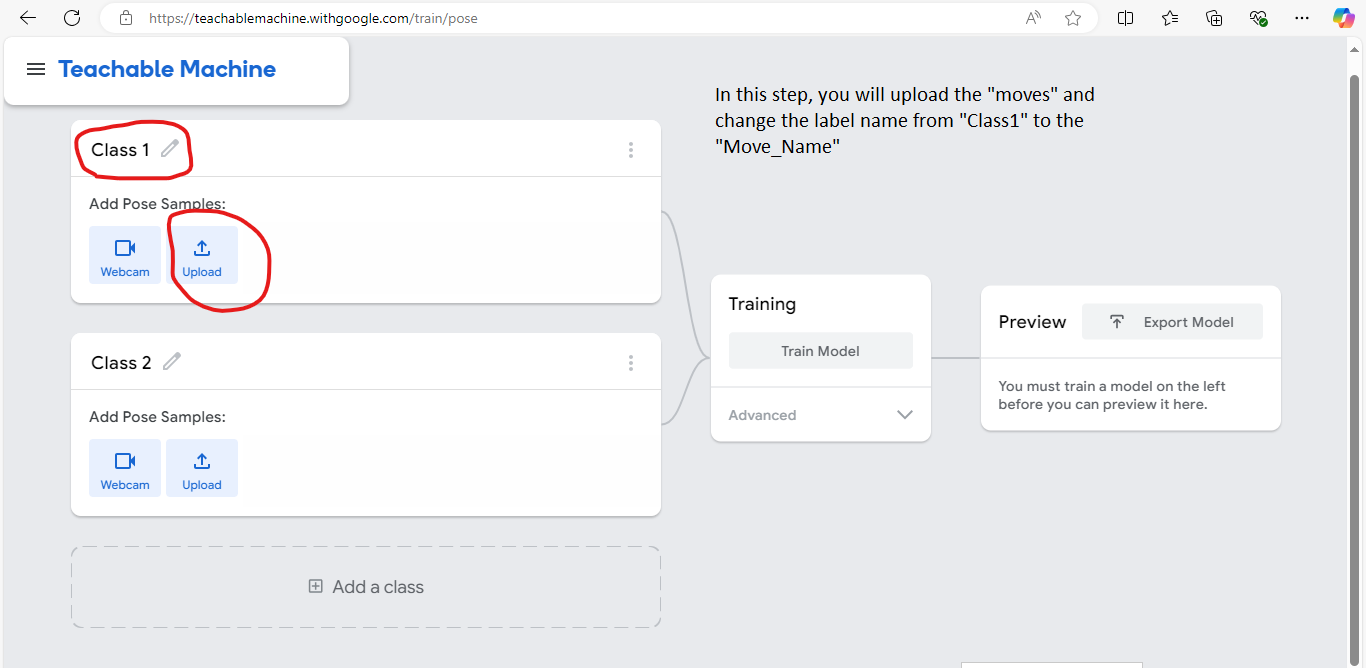 https://teachablemachine.withgoogle.com/train/pose
Teachable Machine
In this step, you will upload the "moves" and
change the label name from "Class1" to the
"Move_Name"
Class 1
Add Pose Samples:
Webcam
Upload
Class 2
Add Pose Samples:
Webcam
Upload
Add a class
Training
Train Model
Advanced
Preview
Export Model
You must train a model on the left
before you can preview it here.